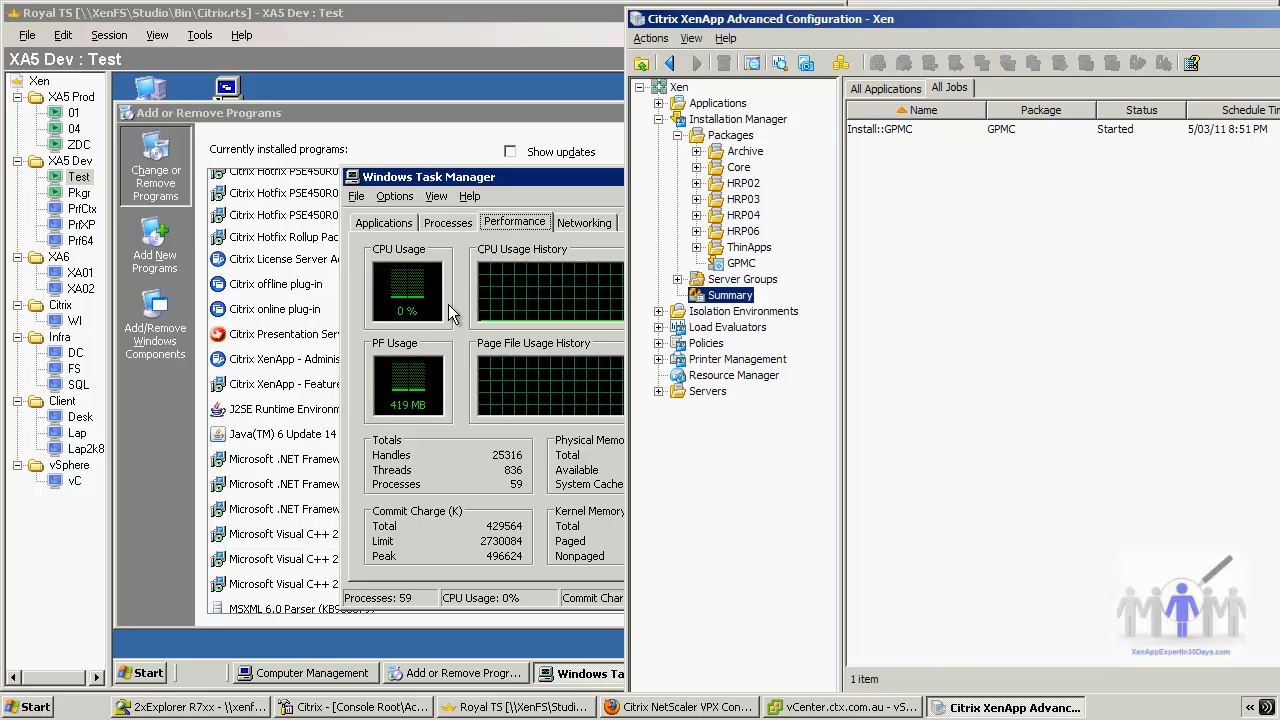 Royal TS [\\XenFS\Studio\Bin\Citrix.rts] - XA5 Dev : Test
File Edit Session View Tools Help
XA5 Dev : Test
Xen
XA5 Prod
01
04
ZDC
XA5 Dev
Test
Pkgr
PrfCtx
PrfXP
Prf64
XA6
XA01
XA02
Citrix
WI
Infra
DC
FS
SQL
Client
Desk
Lap
Lap2k8
vSphere
vC
Add or Remove Programs
Change or
Remove
Programs
Add New
Programs
Add/Remove
Windows
Components
Currently installed programs:
Show updates
Citrix Hotfix PSE450R0
Citrix Hotfix PSE450R0
Citrix Hotfix PSE450R0
Citrix Hotfix Rollup Pac
Citrix License Server A
Citrix offline plug-in
Citrix online plug-in
Citrix Presentation Ser
Citrix XenApp - Adminis
Citrix XenApp - Feature
J2SE Runtime Environm
Java(TM) 6 Update 14
Microsoft .NET Framew
Microsoft .NET Framew
Microsoft .NET Framew
Microsoft Visual C++ 2
Microsoft Visual C++ 2
Microsoft Visual C++ 2
MSXML 6.0 Parser
Windows Task Manager
File Options View Help
Applications Processes Performance Networking
CPU Usage
CPU Usage History
0 %
PF Usage
Page File Usage History
419 MB
Totals
Handles 25316
Threads 836
Processes 59
Physical Memo
Total
Available
System Cache
Commit Charge (K)
Total 429564
Limit 2730084
Peak 496624
Kernel Memory
Total
Paged
Nonpaged
Processes: 59 CPU Usage: 0% Commit Char
Start Computer Management Add or Remove Progr... Windows Ta
Citrix XenApp Advanced Configuration - Xen
Actions View Help
Xen
Applications
Installation Manager
Packages
Archive
Core
HRP02
HRP03
HRP04
HRP06
ThinApps
GPMC
Server Groups
Summary
Isolation Environments
Load Evaluators
Policies
Printer Management
Resource Manager
Servers
All Applications All Jobs
Name Package Status Schedule Tin
Install::GPMC GPMC Started 5/03/11 8:51 PM
XenAppExpertIn30Days.com
1 item
Start 2xExplorer R7xx - \\xenf... Citrix - [Console Root\Ac... Royal TS [\\XenFS\Studi... Citrix NetScaler VPX Con... vCenter.ctx.com.au - vS... Citrix XenApp Advanc...